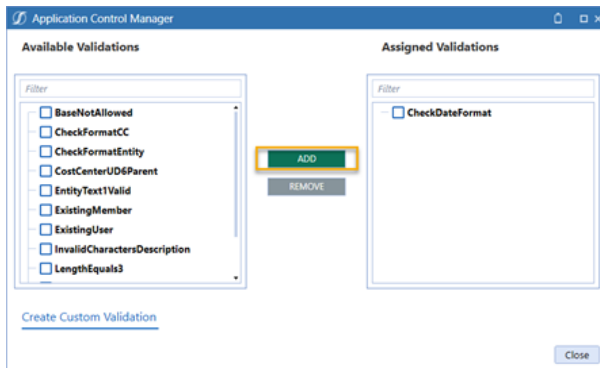 Application Control Manager
Available Validations
Assigned Validations
Filter
Filter
BaseNotAllowed
CheckFormatCC
CheckFormatEntity
CostCenterUD6Parent
EntityText1Valid
ExistingMember
ExistingUser
InvalidCharactersDescription
LengthEquals3
ADD
REMOVE
CheckDateFormat
Create Custom Validation
Close